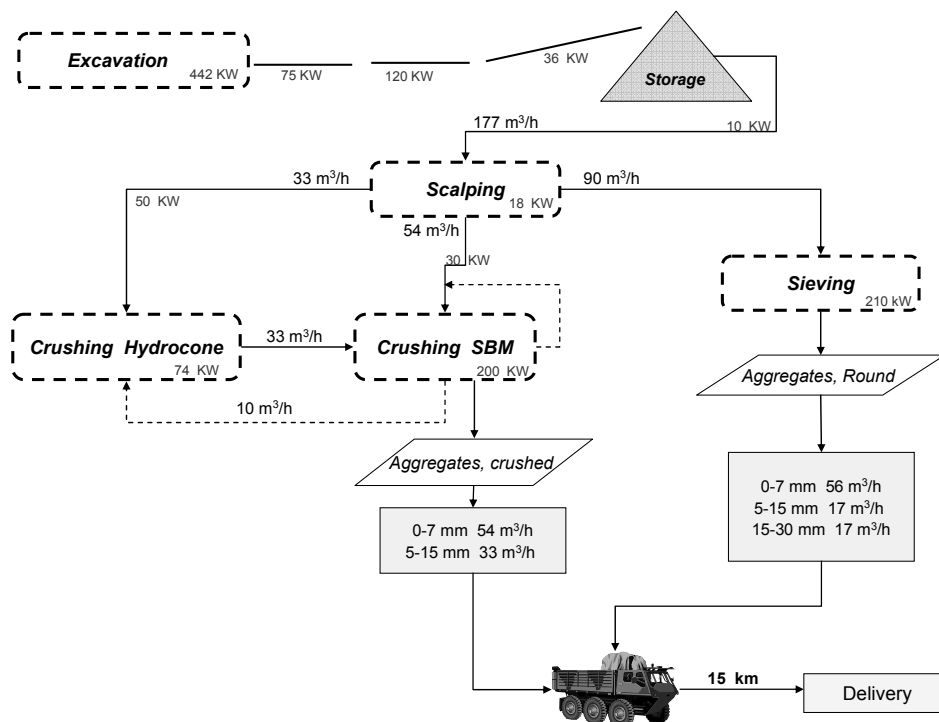 Excavation
442 KW
75 KW
120 KW
36 KW
Storage
10 KW
177 m³/h
33 m³/h
Scalping
18 KW
90 m³/h
50 KW
54 m³/h
30 KW
Sieving
210 kW
Crushing Hydrocone
74 KW
33 m³/h
Crushing SBM
200 KW
10 m³/h
Aggregates, Round
Aggregates, crushed
0-7 mm 56 m³/h
5-15 mm 17 m³/h
15-30 mm 17 m³/h
0-7 mm 54 m³/h
5-15 mm 33 m³/h
15 km
Delivery